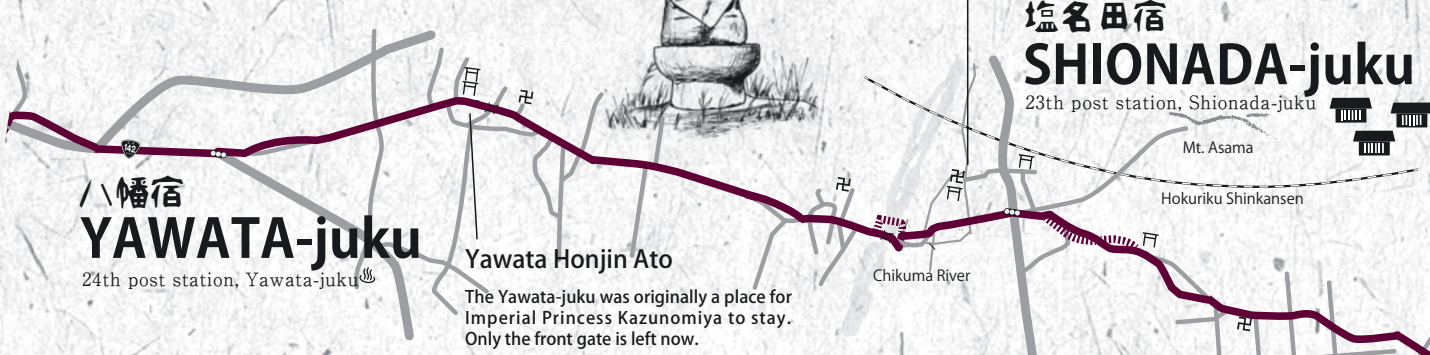 塩名田宿
SHIONADA-juku
23th post station, Shionada-juku
Mt. Asama
142
八幡宿
Hokuriku Shinkansen
YAWATA-juku
24th post station, Yawata-juku
Yawata Honjin Ato
Chikuma River
The Yawata-juku was originally a place for
Imperial Princess Kazunomiya to stay.
Only the front gate is left now.